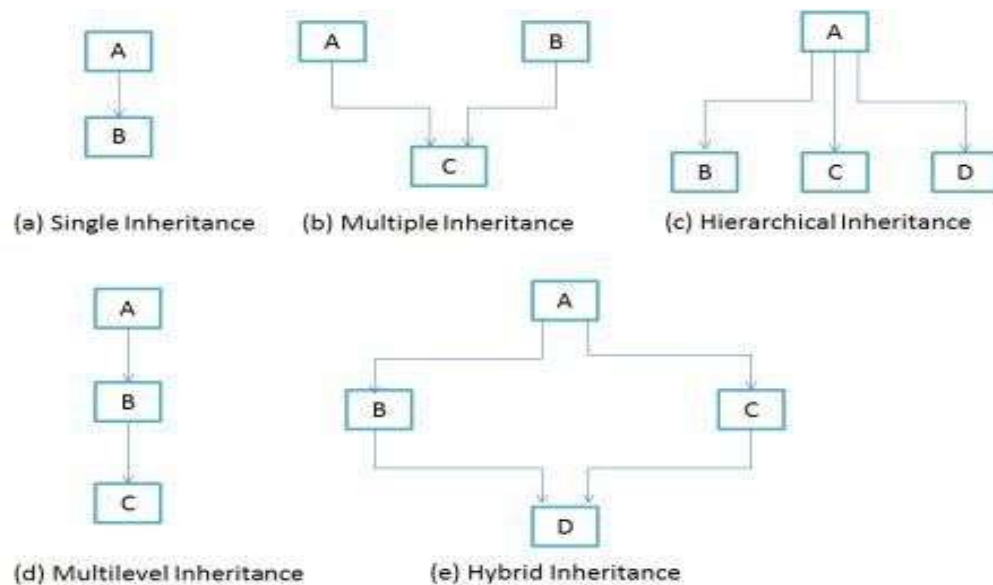 A
B
(a) Single Inheritance
A B
C
(b) Multiple Inheritance
A
B C D
(c) Hierarchical Inheritance
A
B
C
(d) Multilevel Inheritance
A
B C
D
(e) Hybrid Inheritance